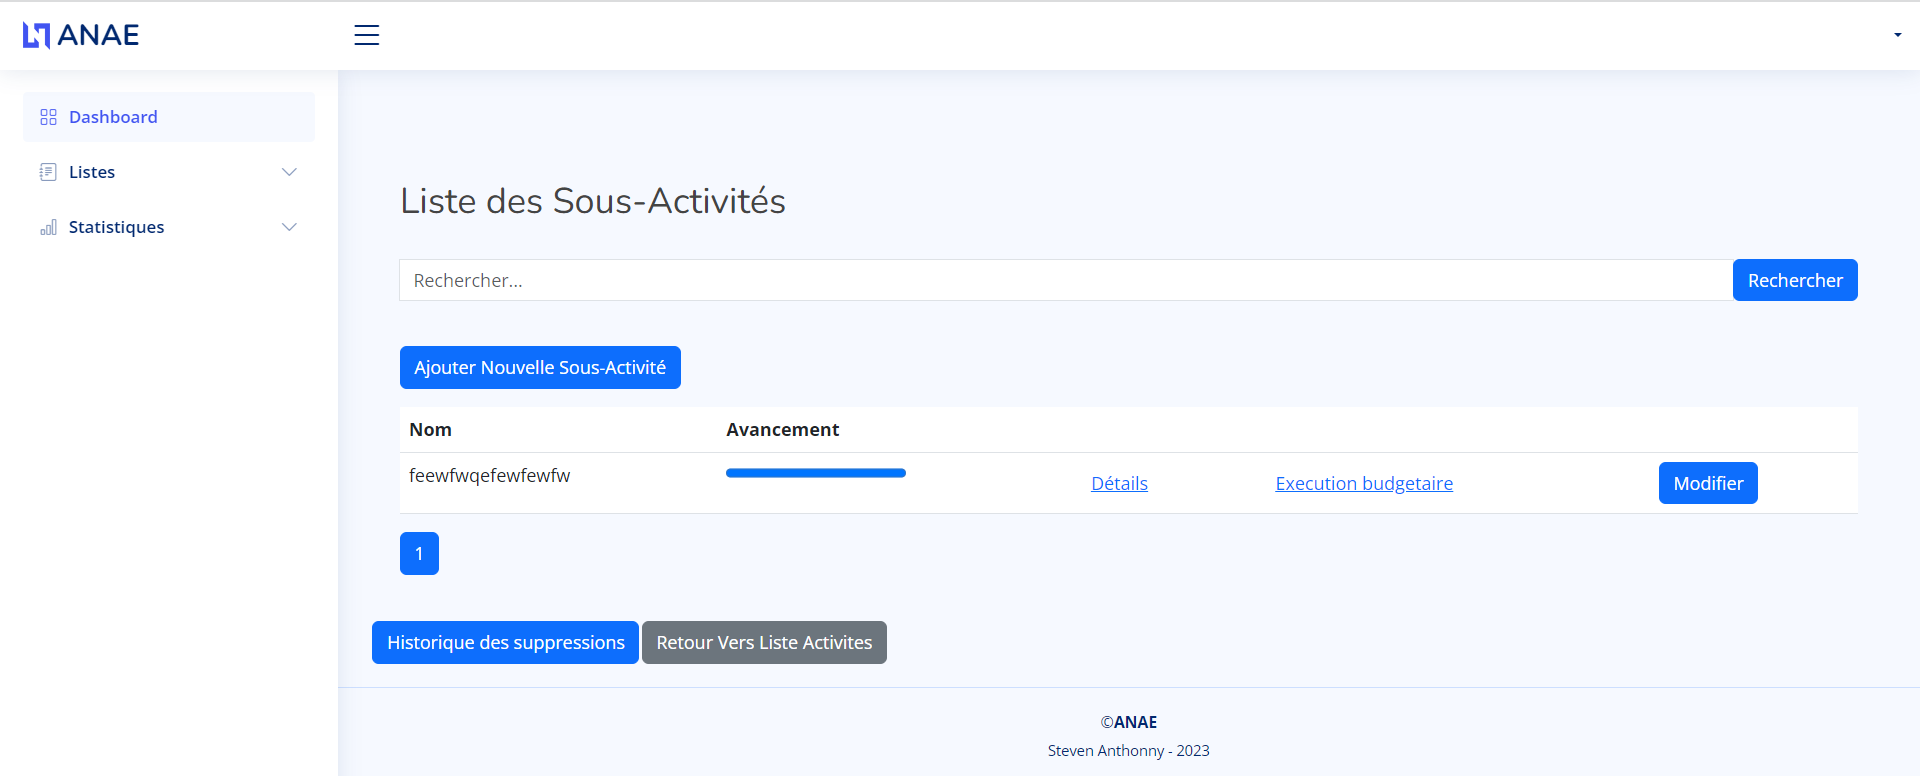 ANAE
Dashboard
Listes
Statistiques
Liste des Sous-Activités
Rechercher...
Rechercher
Ajouter Nouvelle Sous-Activité
Nom Avancement
feewfwqefewfewfw Détails Execution budgetaire Modifier
1
Historique des suppressions Retour Vers Liste Activites
©ANAE
Steven Anthonny - 2023